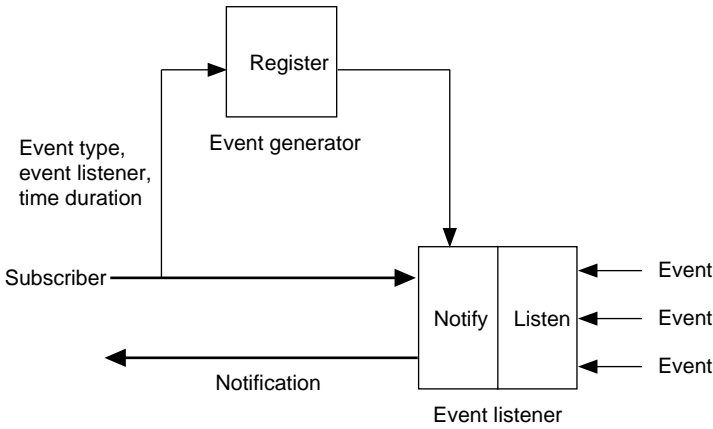 Register
Event generator
Event type,
event listener,
time duration
Subscriber
Notify
Listen
Event
Event
Event
Notification
Event listener